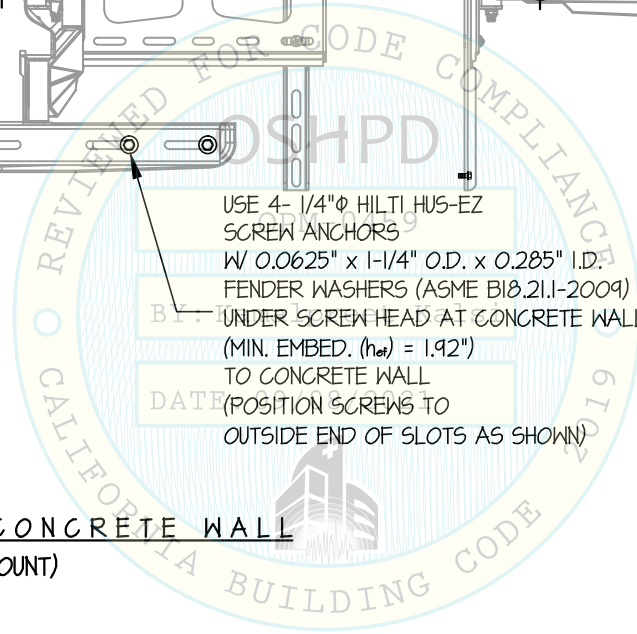 REVIEWED FOR CODE COMPLIANCE
OSHPD
USE 4- 1/4"Φ HILTI HUS-EZ
OPM-0459
SCREW ANCHORS
W/ 0.0625" x 1-1/4" O.D. x 0.285" I.D.
FENDER WASHERS (ASME B18.21.1-2009)
BY:
UNDER SCREW HEAD AT CONCRETE WALL
(MIN. EMBED. (hef) = 1.92")
TO CONCRETE WALL
DATE
(POSITION SCREWS TO
OUTSIDE END OF SLOTS AS SHOWN)
CONCRETE WALL
OUNT)
CALIFORNIA BUILDING CODE 2019